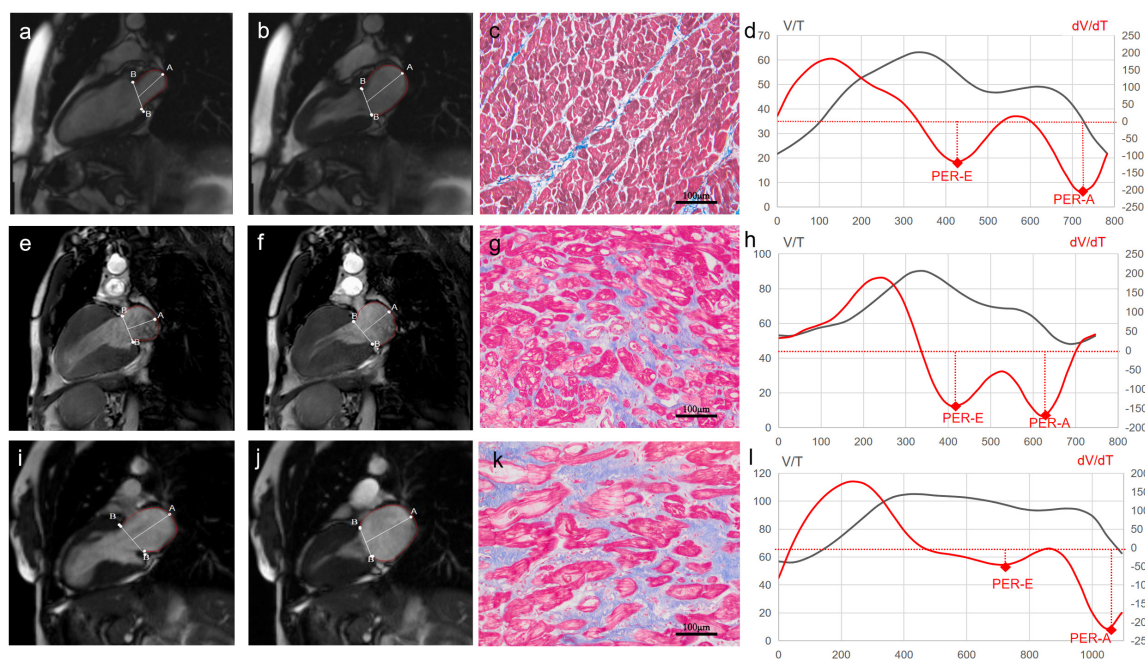 a
A
B
B
b
A
B
B
c
100μm
d
V/T
dV/dT
70
60
50
40
30
20
10
0
250
200
150
100
50
0
-50
-100
-150
-200
-250
PER-E
PER-A
0 100 200 300 400 500 600 700 800
e
B
A
B
f
B
A
B
g
100μm
h
V/T
dV/dT
100
80
60
40
20
0
250
200
150
100
50
0
-50
-100
-150
-200
PER-E
PER-A
0 100 200 300 400 500 600 700 800
i
A
B
B
j
A
B
B
k
100μm
l
V/T
dV/dT
120
100
80
60
40
20
0
200
150
100
50
0
-50
-10
-15
-20
-25
PER-E
PER-A
0 200 400 600 800 1000